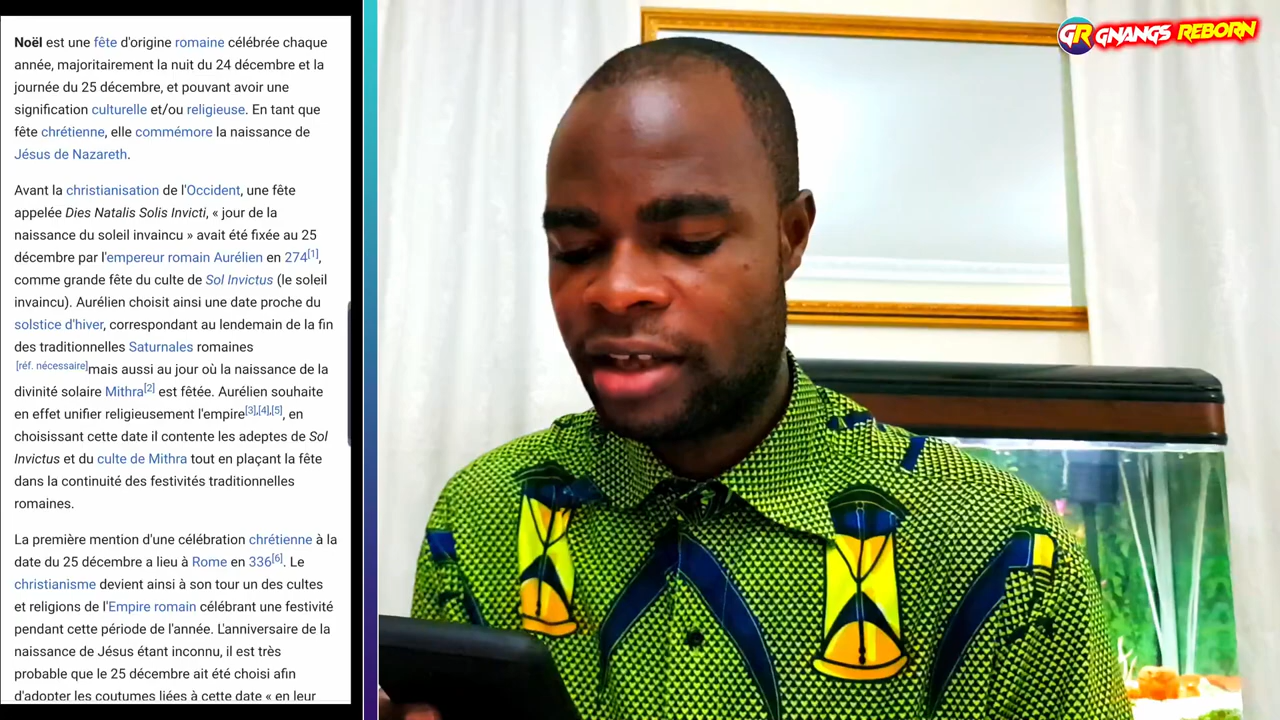 Noël est une fête d'origine romaine célébrée chaque
année, majoritairement la nuit du 24 décembre et la
journée du 25 décembre, et pouvant avoir une
signification culturelle et/ou religieuse. En tant que
fête chrétienne, elle commémore la naissance de
Jésus de Nazareth.
Avant la christianisation de l'Occident, une fête
appelée Dies Natalis Solis Invicti, « jour de la
naissance du soleil invaincu » avait été fixée au 25
décembre par l'empereur romain Aurélien en 274[1],
comme grande fête du culte de Sol Invictus (le soleil
invaincu). Aurélien choisit ainsi une date proche du
solstice d'hiver, correspondant au lendemain de la fin
des traditionnelles Saturnales romaines
[réf. nécessaire]mais aussi au jour où la naissance de la
divinité solaire Mithra[2] est fêtée. Aurélien souhaite
en effet unifier religieusement l'empire[3],[4],[5], en
choisissant cette date il contente les adeptes de Sol
Invictus et du culte de Mithra tout en plaçant la fête
dans la continuité des festivités traditionnelles
romaines.
La première mention d'une célébration chrétienne à la
date du 25 décembre a lieu à Rome en 336[6]. Le
christianisme devient ainsi à son tour un des cultes
et religions de l'Empire romain célébrant une festivité
pendant cette période de l'année. L'anniversaire de la
naissance de Jésus étant inconnu, il est très
probable que le 25 décembre ait été choisi afin
d'adopter les coutumes liées à cette date « en leur
GR GNANGS REBORN